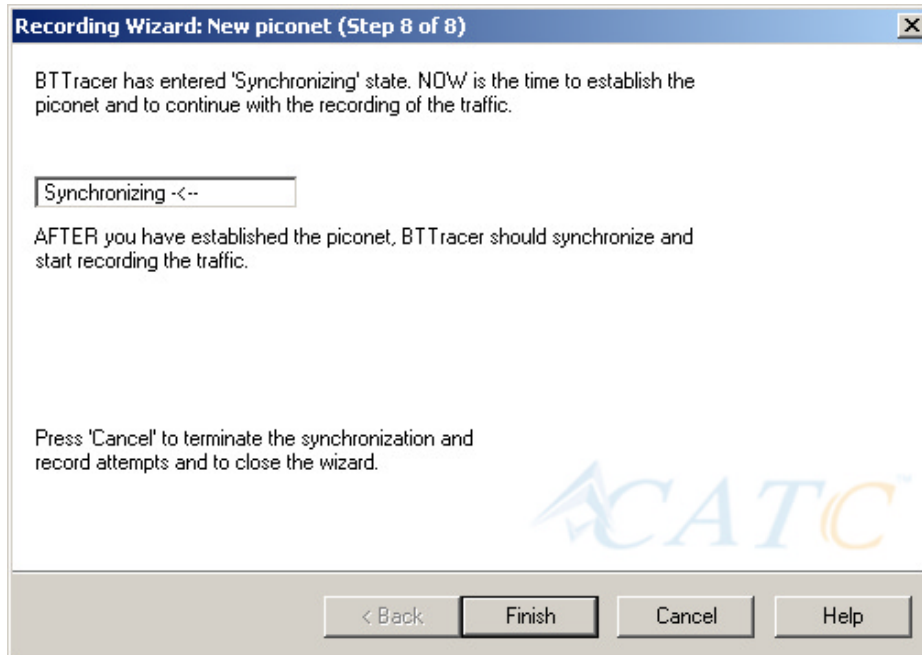 Recording Wizard: New piconet (Step 8 of 8)
BTTracer has entered 'Synchronizing' state. NOW is the time to establish the
piconet and to continue with the recording of the traffic.
Synchronizing -<--
AFTER you have established the piconet, BTTracer should synchronize and
start recording the traffic.
Press 'Cancel' to terminate the synchronization and
record attempts and to close the wizard.
CATC™
< Back
Finish
Cancel
Help